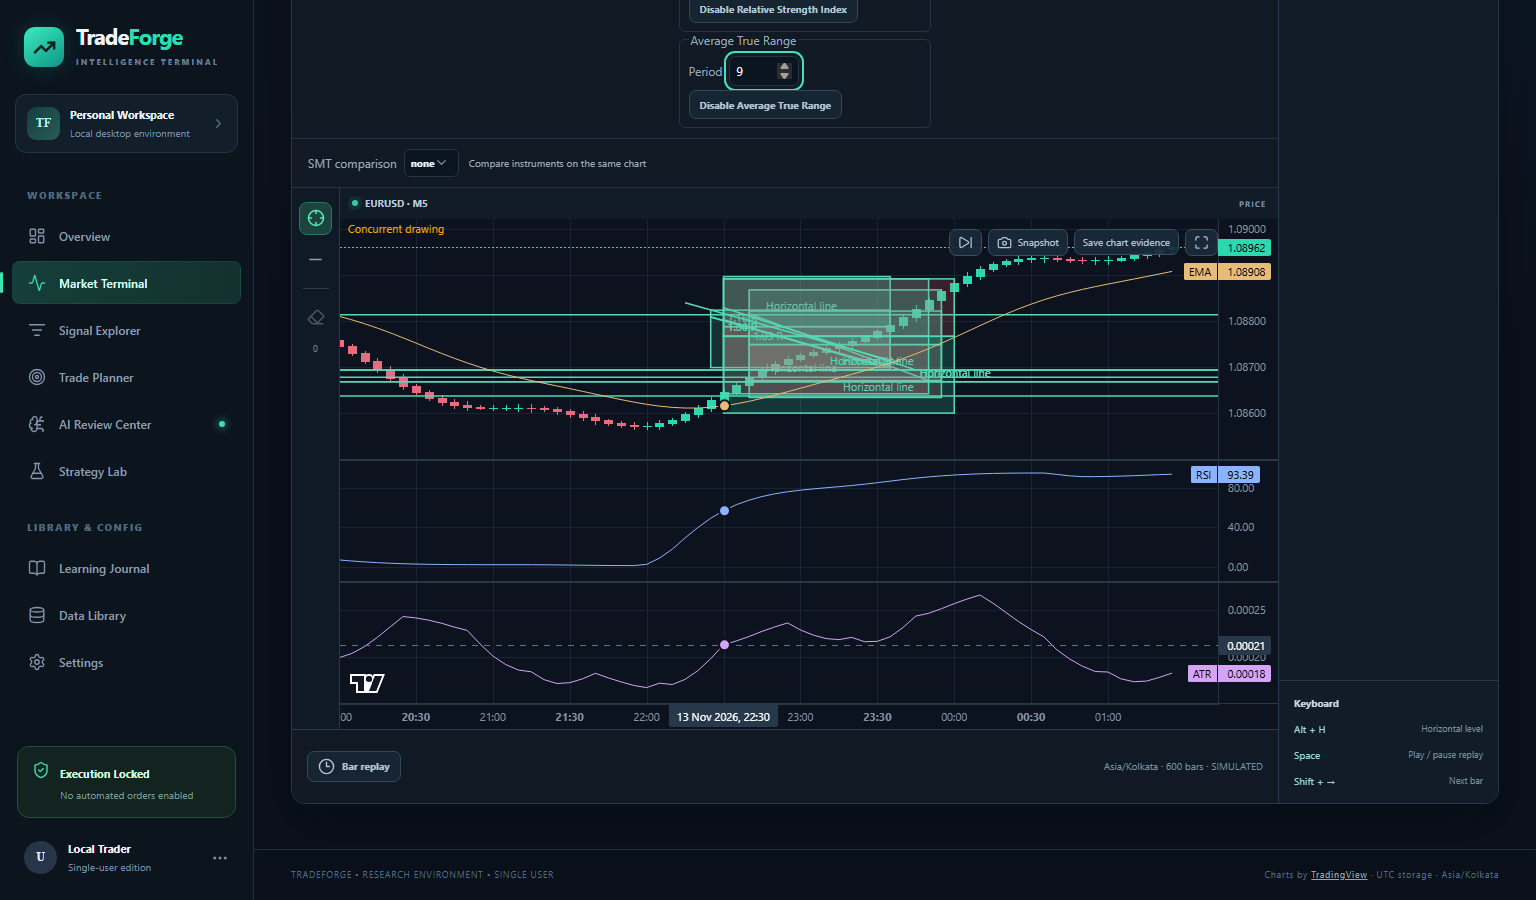 TradeForge
INTELLIGENCE TERMINAL
TF
Personal Workspace
Local desktop environment
WORKSPACE
Overview
Market Terminal
Signal Explorer
Trade Planner
AI Review Center
Strategy Lab
LIBRARY & CONFIG
Learning Journal
Data Library
Settings
Execution Locked
No automated orders enabled
U
Local Trader
Single-user edition
Disable Relative Strength Index
Average True Range
Period 9
Disable Average True Range
SMT comparison none Compare instruments on the same chart
EURUSD · M5
PRICE
Concurrent drawing
Snapshot
Save chart evidence
1.09000
1.08962
EMA 1.08908
1.08800
1.08700
1.08600
Horizontal line
Horizontal line
Horizontal line
Horizontal line
RSI 93.39
80.00
40.00
0.00
0.00025
0.00021
0.00020
ATR 0.00018
0
:00 20:30 21:00 21:30 22:00 13 Nov 2026, 22:30 23:00 23:30 00:00 00:30 01:00
Bar replay
Asia/Kolkata · 600 bars · SIMULATED
Keyboard
Alt + H Horizontal level
Space Play / pause replay
Shift + → Next bar
TRADEFORGE • RESEARCH ENVIRONMENT • SINGLE USER
Charts by TradingView · UTC storage · Asia/Kolkata